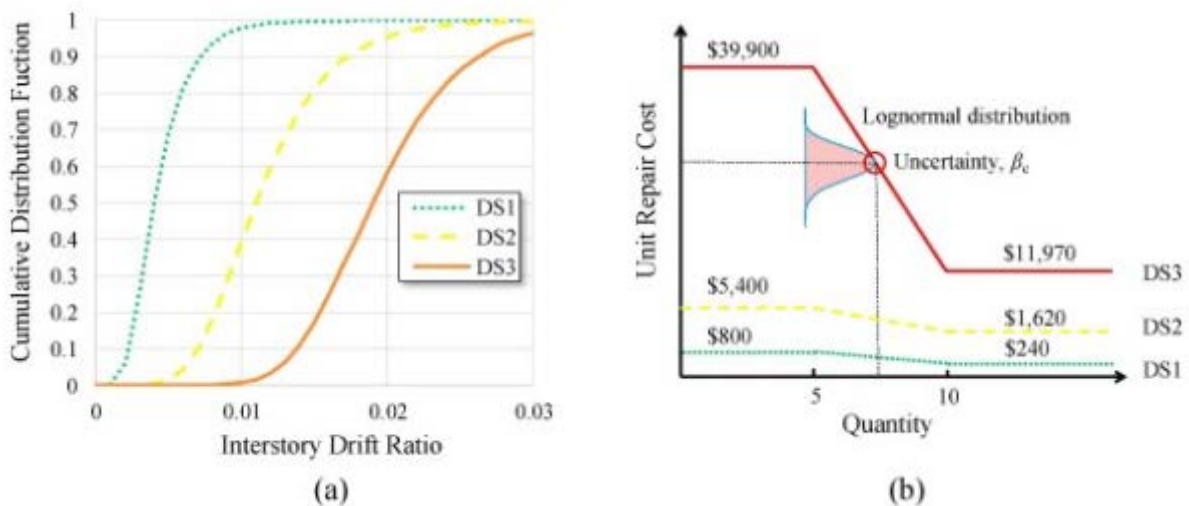 1
0.9
0.8
0.7
0.6
0.5
0.4
0.3
0.2
0.1
0
0
0.01
0.02
0.03
Cumulative Distribution Fuction
Interstory Drift Ratio
DS1
DS2
DS3
(a)
$39,900
Lognormal distribution
Uncertainty, βc
Unit Repair Cost
$11,970
DS3
$5,400
$1,620
DS2
$800
$240
DS1
5
10
Quantity
(b)